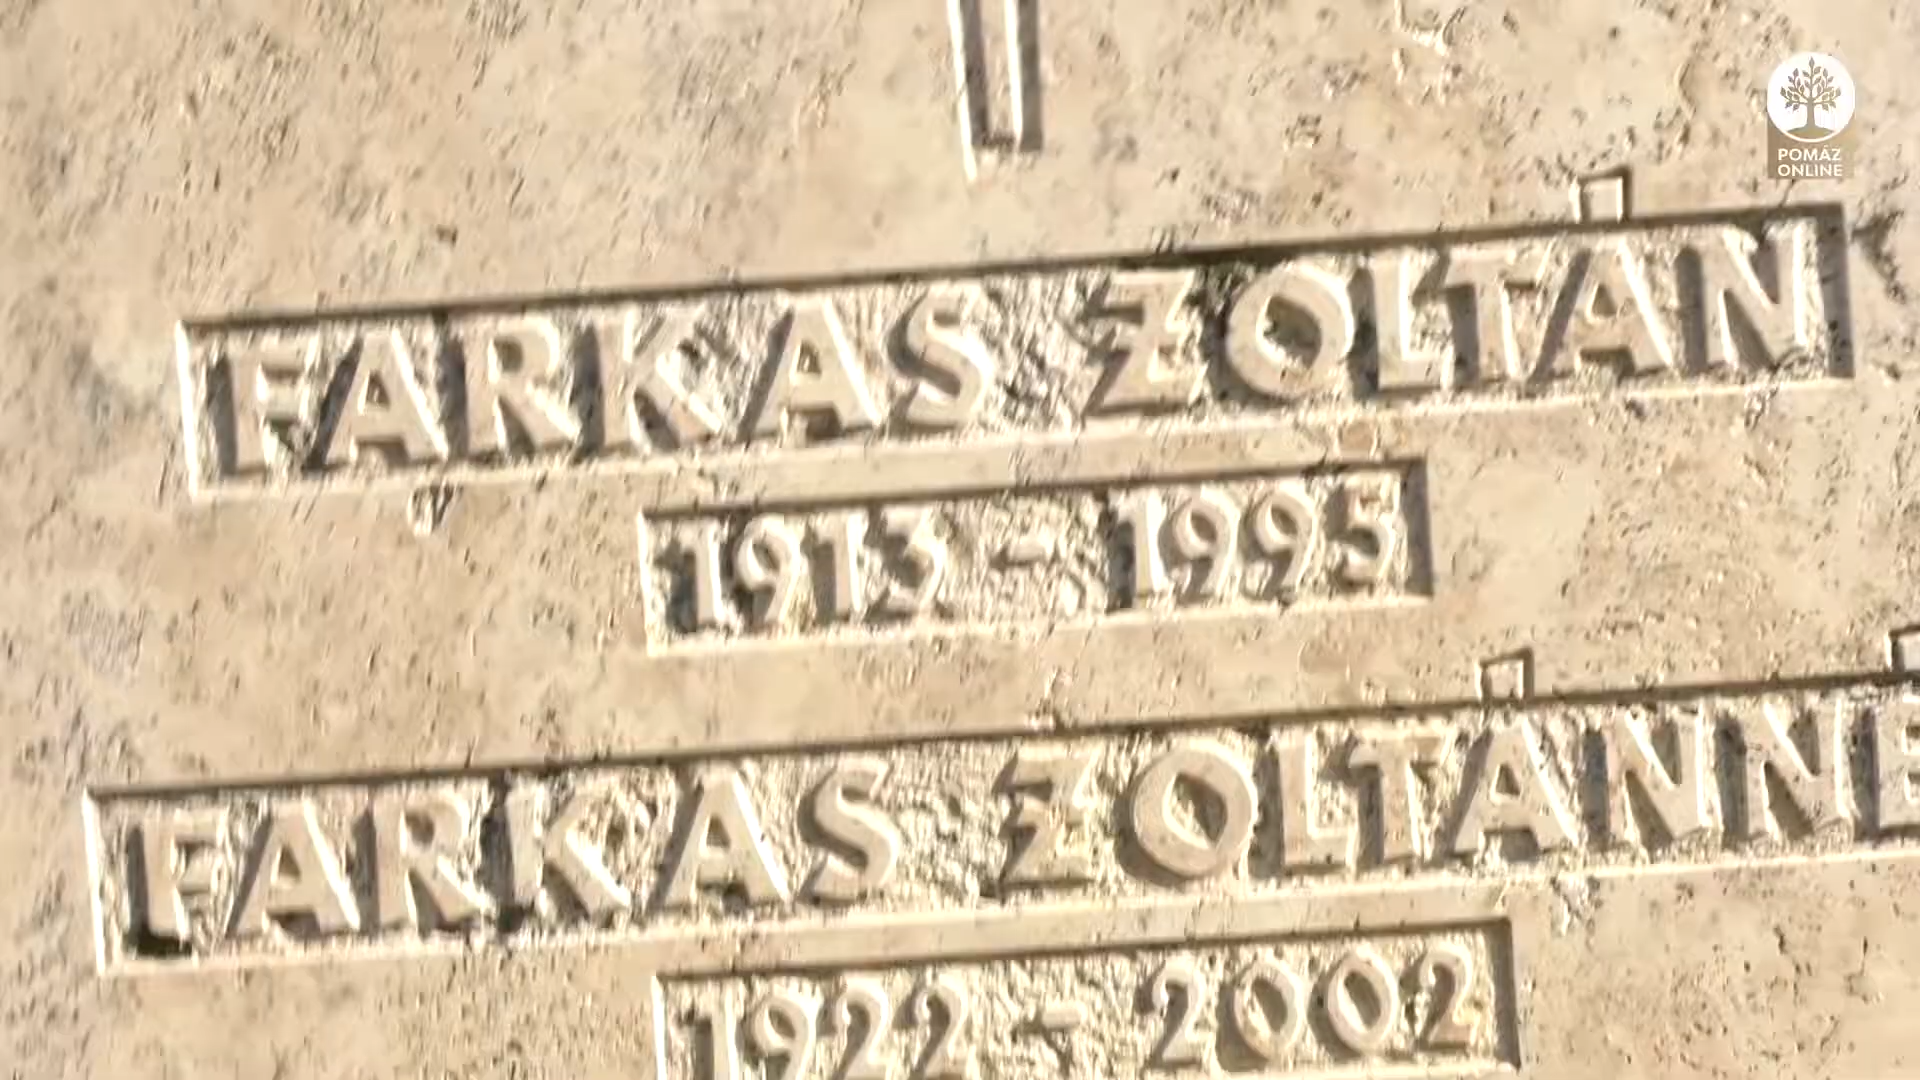 POMÁZ
ONLINE
FARKAS ZOLTÁN
1913 - 1995
FARKAS ZOLTÁNNÉ
1922 - 2002